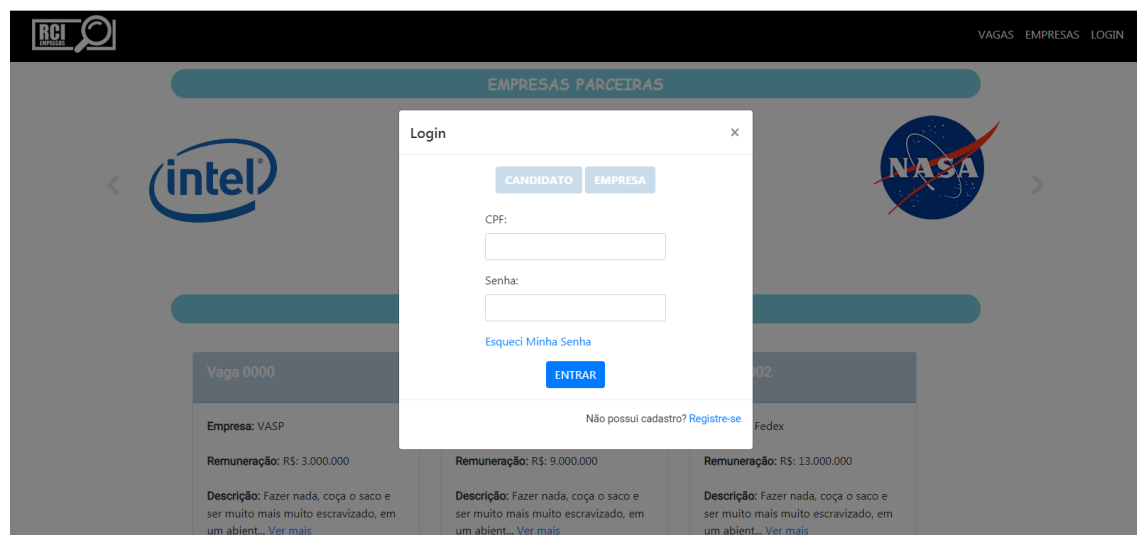 RCI
EMPREGOS
VAGAS EMPRESAS LOGIN
EMPRESAS PARCEIRAS
intel
NASA
Login ×
CANDIDATO EMPRESA
CPF:
Senha:
Esqueci Minha Senha
ENTRAR
Não possui cadastro? Registre-se
Vaga 0000
Empresa: VASP
Remuneração: R$: 3.000.000
Descrição: Fazer nada, coça o saco e
ser muito mais muito escravizado, em
um abient... Ver mais
Remuneração: R$: 9.000.000
Descrição: Fazer nada, coça o saco e
ser muito mais muito escravizado, em
um abient... Ver mais
002
Fedex
Remuneração: R$: 13.000.000
Descrição: Fazer nada, coça o saco e
ser muito mais muito escravizado, em
um abient... Ver mais